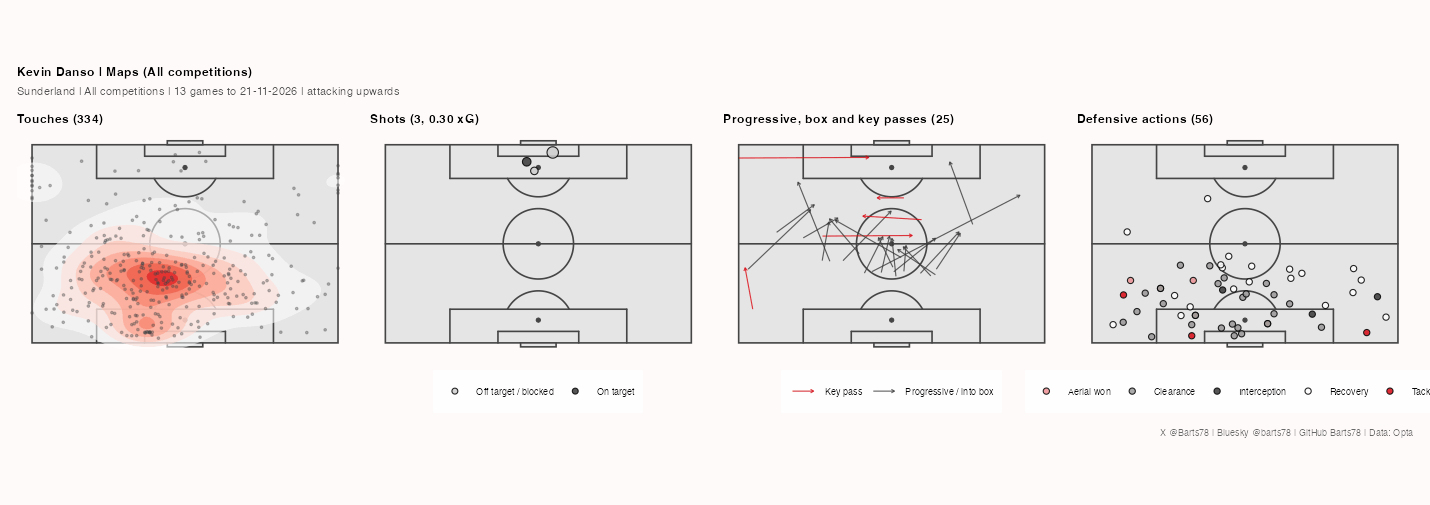 Kevin Danso | Maps (All competitions)
Sunderland | All competitions | 13 games to 21-11-2026 | attacking upwards
Touches (334)
Shots (3, 0.30 xG)
Progressive, box and key passes (25)
Defensive actions (56)
Off target / blocked
On target
Key pass
Progressive / into box
Aerial won
Clearance
Interception
Recovery
Tack
X @Barts78 | Bluesky @barts78 | GitHub Barts78 | Data: Opta